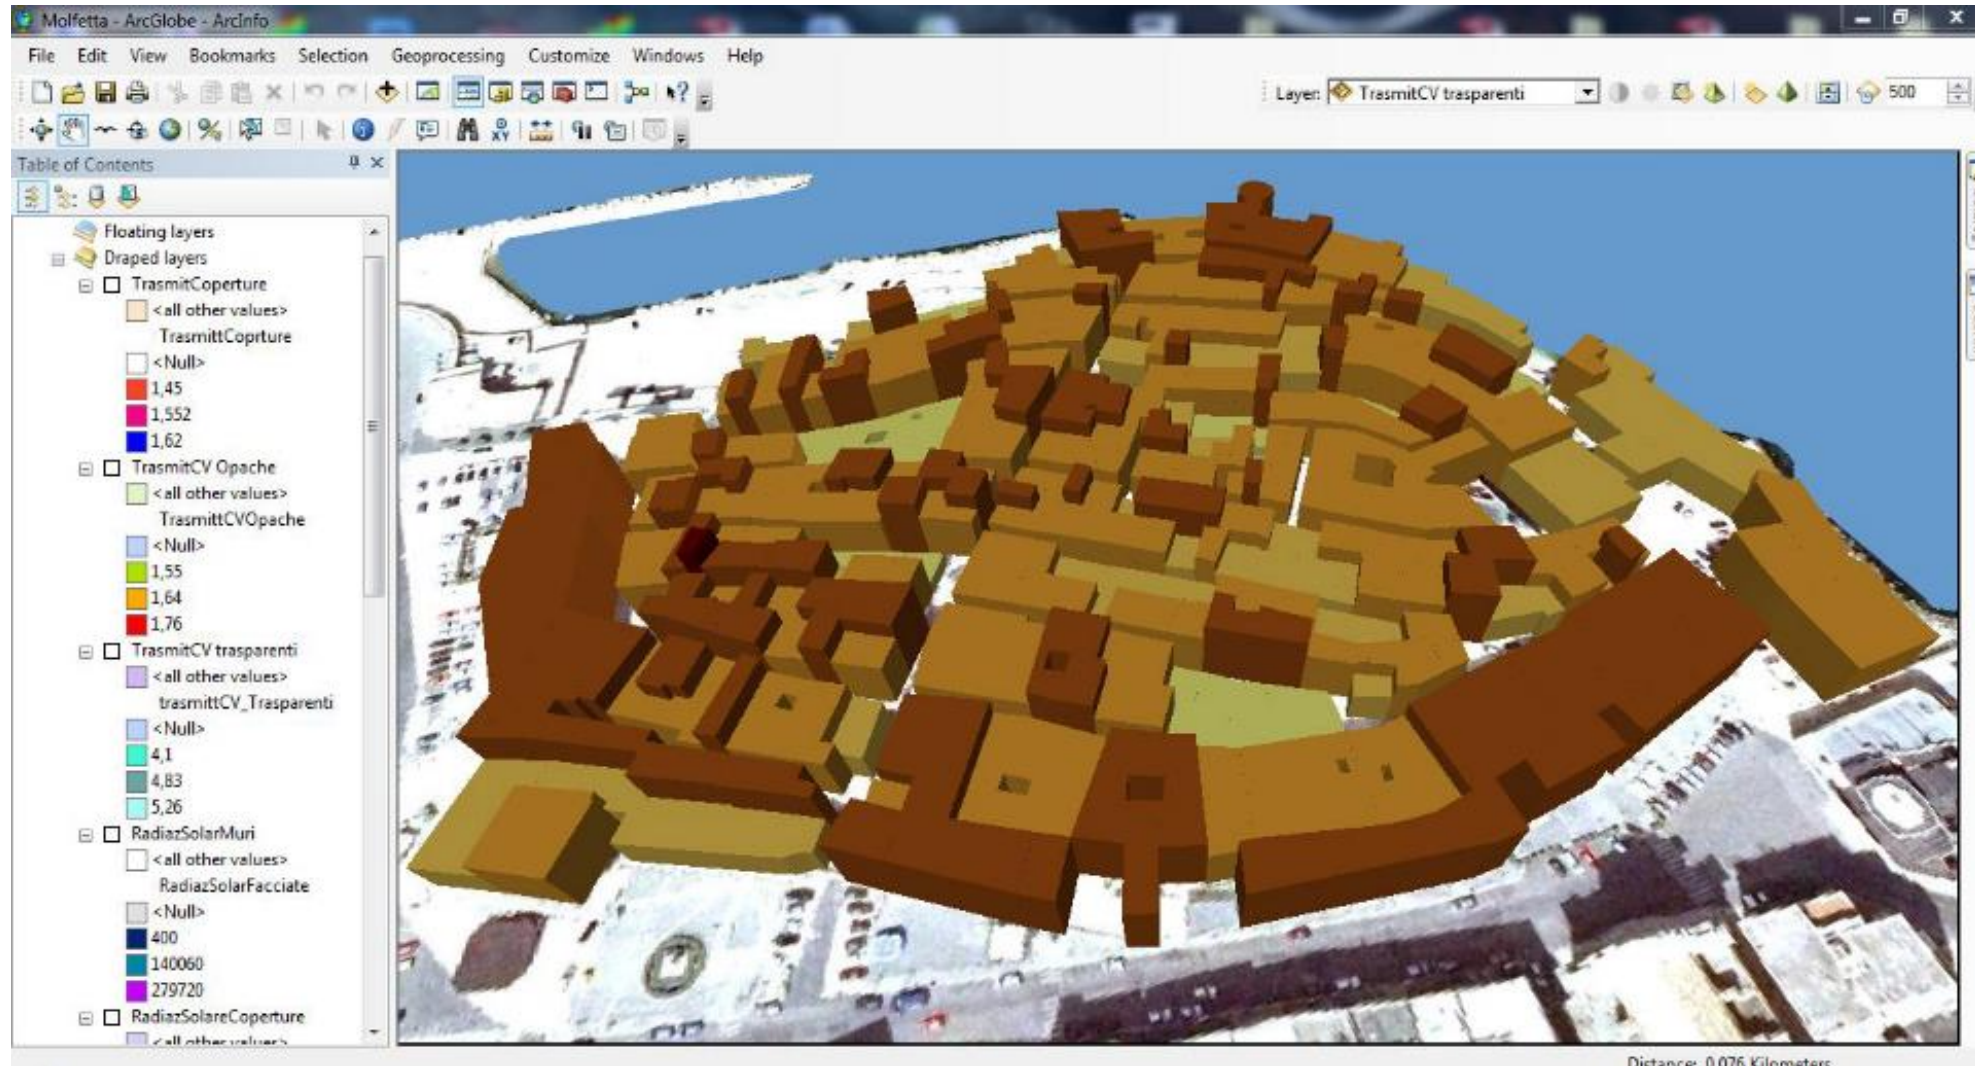 Molfetta - ArcGlobe - ArcInfo
File Edit View Bookmarks Selection Geoprocessing Customize Windows Help
Layer: TrasmitCV trasparenti 500
Table of Contents
Floating layers
Draped layers
TrasmitCoperture
<all other values>
TrasmittCoprture
<Null>
1,45
1,552
1,62
TrasmitCV Opache
<all other values>
TrasmittCVOpache
<Null>
1,55
1,64
1,76
TrasmitCV trasparenti
<all other values>
trasmittCV_Trasparenti
<Null>
4,1
4,83
5,26
RadiazSolarMuri
<all other values>
RadiazSolarFacciate
<Null>
400
140060
279720
RadiazSolareCoperture
<all other values>
Distance: 0,076 Kilometers